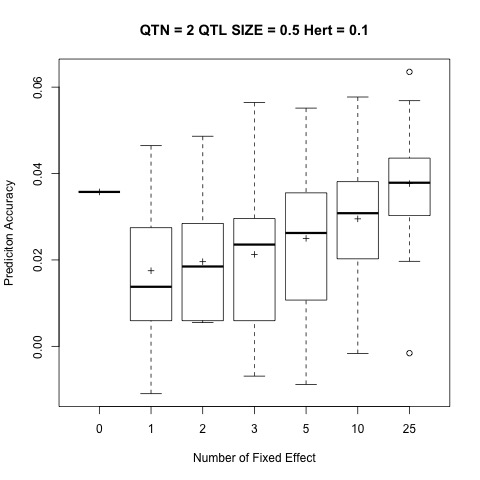 QTN = 2 QTL SIZE = 0.5 Hert = 0.1
Prediciton Accuracy
0.06
0.04
0.02
0.00
0 1 2 3 5 10 25
Number of Fixed Effect